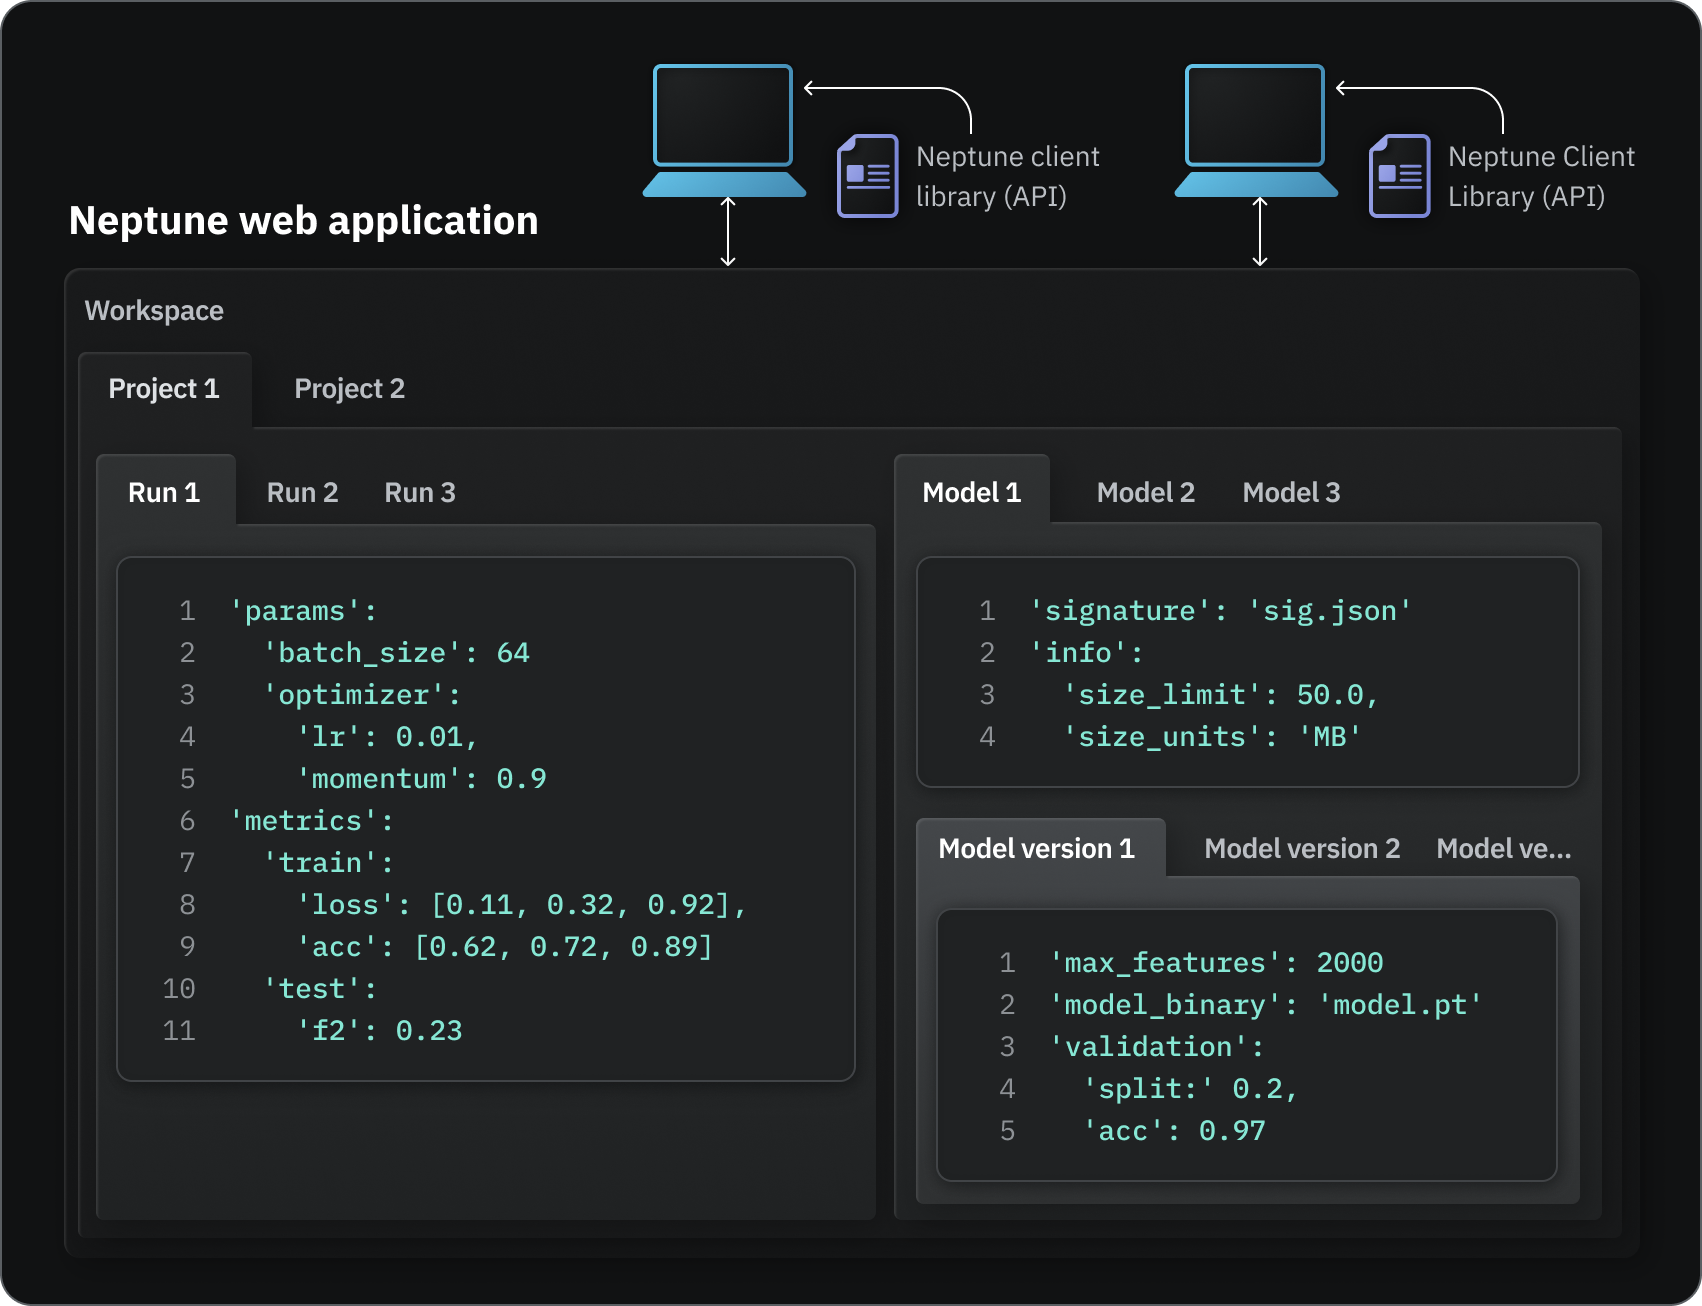 Neptune client
library (API)
Neptune Client
Library (API)
Neptune web application
Workspace
Project 1 Project 2
Run 1 Run 2 Run 3
1 'params':
2 'batch_size': 64
3 'optimizer':
4 'lr': 0.01,
5 'momentum': 0.9
6 'metrics':
7 'train':
8 'loss': [0.11, 0.32, 0.92],
9 'acc': [0.62, 0.72, 0.89]
10 'test':
11 'f2': 0.23
Model 1 Model 2 Model 3
1 'signature': 'sig.json'
2 'info':
3 'size_limit': 50.0,
4 'size_units': 'MB'
Model version 1 Model version 2 Model ve...
1 'max_features': 2000
2 'model_binary': 'model.pt'
3 'validation':
4 'split:' 0.2,
5 'acc': 0.97